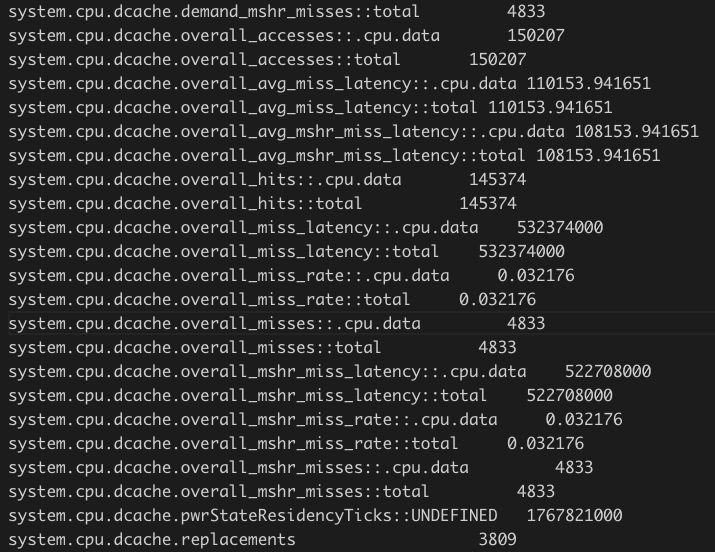 system.cpu.dcache.demand_mshr_misses::total 4833
system.cpu.dcache.overall_accesses::.cpu.data 150207
system.cpu.dcache.overall_accesses::total 150207
system.cpu.dcache.overall_avg_miss_latency::.cpu.data 110153.941651
system.cpu.dcache.overall_avg_miss_latency::total 110153.941651
system.cpu.dcache.overall_avg_mshr_miss_latency::.cpu.data 108153.941651
system.cpu.dcache.overall_avg_mshr_miss_latency::total 108153.941651
system.cpu.dcache.overall_hits::.cpu.data 145374
system.cpu.dcache.overall_hits::total 145374
system.cpu.dcache.overall_miss_latency::.cpu.data 532374000
system.cpu.dcache.overall_miss_latency::total 532374000
system.cpu.dcache.overall_miss_rate::.cpu.data 0.032176
system.cpu.dcache.overall_miss_rate::total 0.032176
system.cpu.dcache.overall_misses::.cpu.data 4833
system.cpu.dcache.overall_misses::total 4833
system.cpu.dcache.overall_mshr_miss_latency::.cpu.data 522708000
system.cpu.dcache.overall_mshr_miss_latency::total 522708000
system.cpu.dcache.overall_mshr_miss_rate::.cpu.data 0.032176
system.cpu.dcache.overall_mshr_miss_rate::total 0.032176
system.cpu.dcache.overall_mshr_misses::.cpu.data 4833
system.cpu.dcache.overall_mshr_misses::total 4833
system.cpu.dcache.pwrStateResidencyTicks::UNDEFINED 1767821000
system.cpu.dcache.replacements 3809